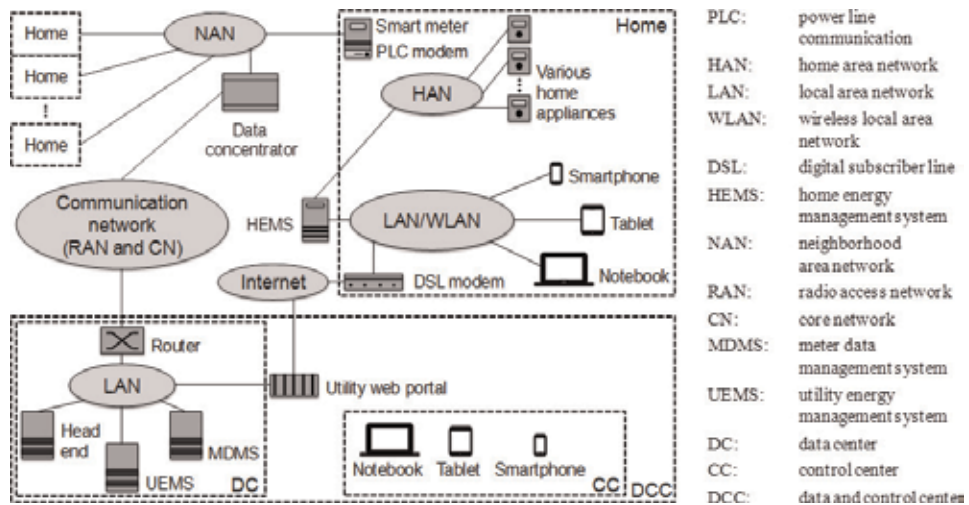 Home
Home
Home
NAN
Data
concentrator
Communication
network
(RAN and CN)
Smart meter
PLC modem
Home
HAN
Various
home
appliances
HEMS
LAN/WLAN
Smartphone
Tablet
Notebook
Internet
DSL modem
Router
LAN
Head
end
UEMS
MDMS
DC
Utility web portal
Notebook Tablet Smartphone
CC
DCC
PLC: power line
communication
HAN: home area network
LAN: local area network
WLAN: wireless local area
network
DSL: digital subscriber line
HEMS: home energy
management system
NAN: neighborhood
area network
RAN: radio access network
CN: core network
MDMS: meter data
management system
UEMS: utility energy
management system
DC: data center
CC: control center
DCC: data and control center